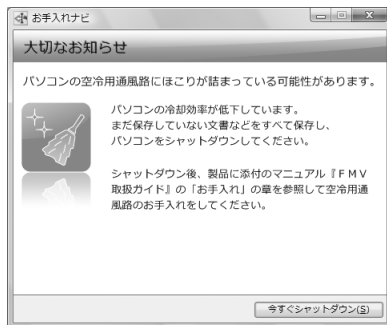 お手入れナビ
大切なお知らせ
パソコンの空冷用通風路にほこりが詰まっている可能性があります。
パソコンの冷却効率が低下しています。
まだ保存していない文書などをすべて保存し、
パソコンをシャットダウンしてください。
シャットダウン後、製品に添付のマニュアル『FMV
取扱ガイド』の「お手入れ」の章を参照して空冷用通
風路のお手入れをしてください。
今すぐシャットダウン(S)